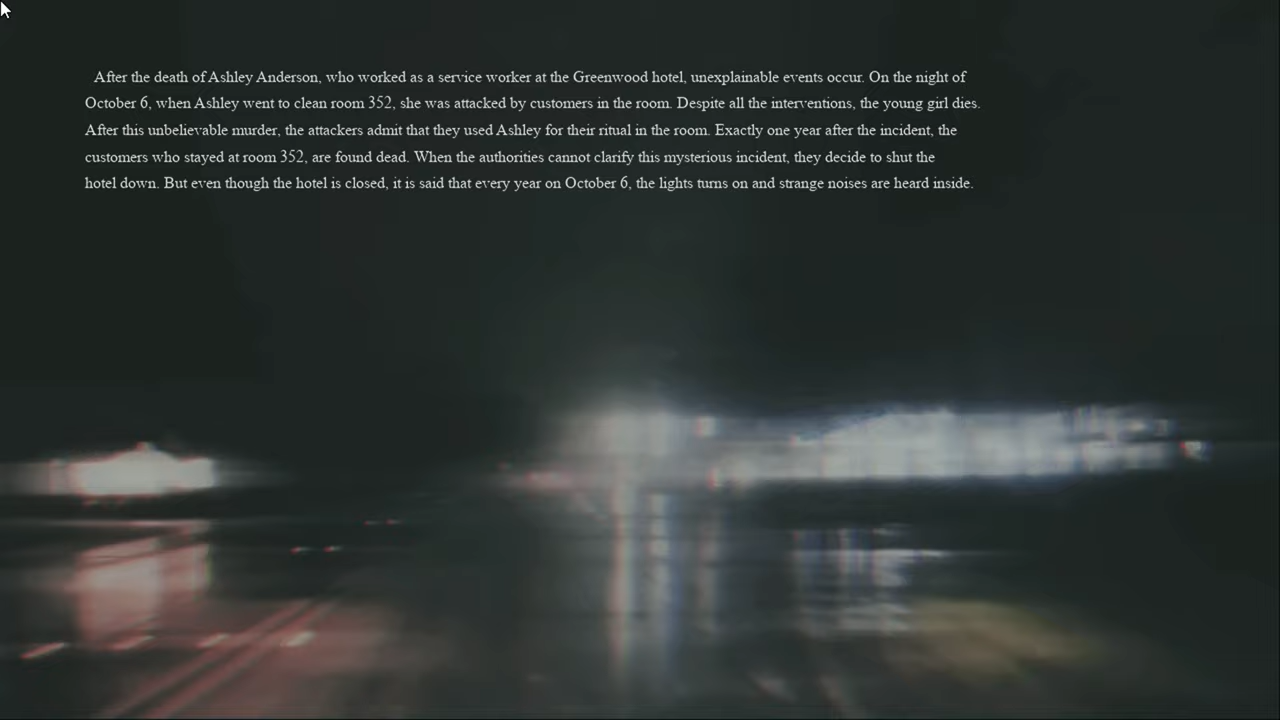 After the death of Ashley Anderson, who worked as a service worker at the Greenwood hotel, unexplainable events occur. On the night of
October 6, when Ashley went to clean room 352, she was attacked by customers in the room. Despite all the interventions, the young girl dies.
After this unbelievable murder, the attackers admit that they used Ashley for their ritual in the room. Exactly one year after the incident, the
customers who stayed at room 352, are found dead. When the authorities cannot clarify this mysterious incident, they decide to shut the
hotel down. But even though the hotel is closed, it is said that every year on October 6, the lights turns on and strange noises are heard inside.